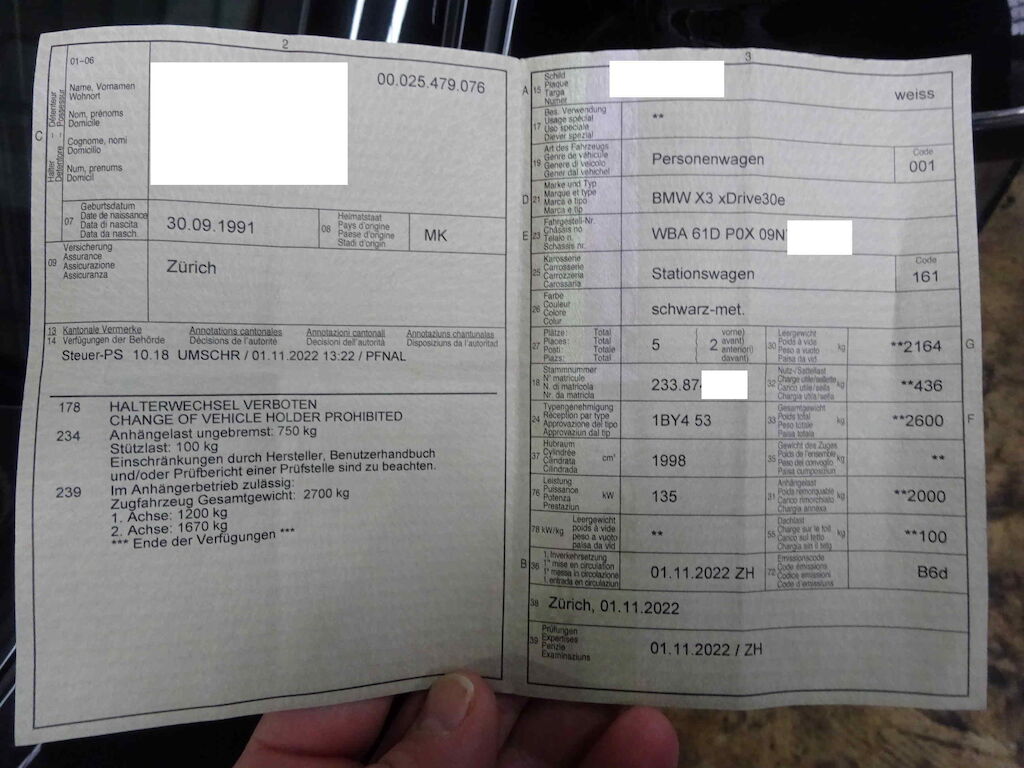 2
01-06
00.025.479.076
C
Halter Détenteur
Detentore Possessur
Name, Vornamen
Wohnort
Nom, prénoms
Domicile
Cognome, nomi
Domicilio
Num, prenums
Domicil
07
Geburtsdatum
Date de naissance
Data di nascita
Data da nasch.
30.09.1991
08
Heimatstaat
Pays d'origine
Paese d'origine
Stadi d'origin
MK
09
Versicherung
Assurance
Assicurazione
Assicuranza
Zürich
13 Kantonale Vermerke Annotations cantonales Annotazioni cantonali Annotaziuns chantunalas
14 Verfügungen der Behörde Décisions de l'autorité Decisioni dell'autorità Disposiziuns da l'autoritad
Steuer-PS 10.18 UMSCHR / 01.11.2022 13:22 / PFNAL
178 HALTERWECHSEL VERBOTEN
CHANGE OF VEHICLE HOLDER PROHIBITED
234 Anhängelast ungebremst: 750 kg
Stützlast: 100 kg
Einschränkungen durch Hersteller, Benutzerhandbuch
und/oder Prüfbericht einer Prüfstelle sind zu beachten.
239 Im Anhängerbetrieb zulässig:
Zugfahrzeug Gesamtgewicht: 2700 kg
1. Achse: 1200 kg
2. Achse: 1670 kg
*** Ende der Verfügungen ***
3
A 15
Schild
Plaque
Targa
Numer
weiss
17
Bes. Verwendung
Usage spécial
Uso speciale
Diever spezial
**
19
Art des Fahrzeugs
Genre de véhicule
Genere di veicolo
Gener dal vehichel
Personenwagen
Code
001
D 21
Marke und Typ
Marque et type
Marca e tipo
Marca e tip
BMW X3 xDrive30e
E 23
Fahrgestell-Nr.
Châssis no
Telaio n.
Schassis nr.
WBA 61D P0X 09N
25
Karosserie
Carrosserie
Carrozzeria
Carossaria
Stationswagen
Code
161
26
Farbe
Couleur
Colore
Colur
schwarz-met.
27
Plätze: Total
Places: Total
Posti: Totale
Plazs: Total
5
2
vorne)
avant)
anteriori)
davant)
30
Leergewicht
Poids à vide
Peso a vuoto
Paisa da vid
kg
**2164
G
18
Stammnummer
N° matricule
N. di matricola
Nr. da matricla
233.87
32
Nutz-/Sattellast
Charge utile/sellette
Carico utile/sella
Chargia utila/sella
kg
**436
24
Typengenehmigung
Réception par type
Approvazione del tipo
Approvaziun dal tip
1BY4 53
33
Gesamtgewicht
Poids total
Peso totale
Paisa totala
kg
**2600
F
37
Hubraum
Cylindrée
Cilindrata
Cilindrada
cm³
1998
35
Gewicht des Zuges
Poids de l'ensemble
Peso del convoglio
Paisa cumposiziun
kg
**
76
Leistung
Puissance
Potenza
Prestaziun
kW
135
31
Anhängelast
Poids remorquable
Carico rimorchiato
Chargia annexa
kg
**2000
78 kW/kg
Leergewicht
poids à vide
peso a vuoto
paisa da vid
**
55
Dachlast
Charge sur le toit
Carico sul tetto
Chargia sin il tetg
kg
**100
B 36
1. Inverkehrsetzung
1re mise en circulation
1a messa in circolazione
1. entrada en circulaziun
01.11.2022 ZH
72
Emissionscode
Code émissions
Codice emissioni
Code d'emissiun
B6d
38 Zürich, 01.11.2022
39
Prüfungen
Expertises
Perizie
Examinaziuns
01.11.2022 / ZH